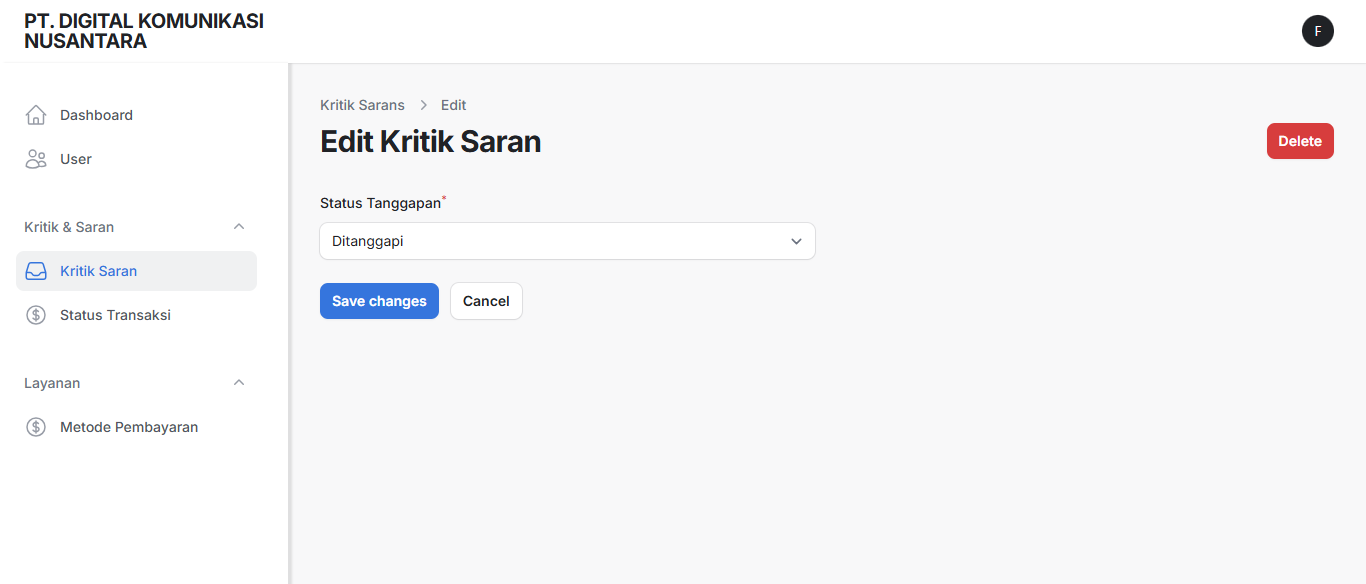 PT. DIGITAL KOMUNIKASI
NUSANTARA
F
Dashboard
User
Kritik & Saran
Kritik Saran
Status Transaksi
Layanan
Metode Pembayaran
Kritik Sarans > Edit
Edit Kritik Saran
Delete
Status Tanggapan*
Ditanggapi
Save changes
Cancel